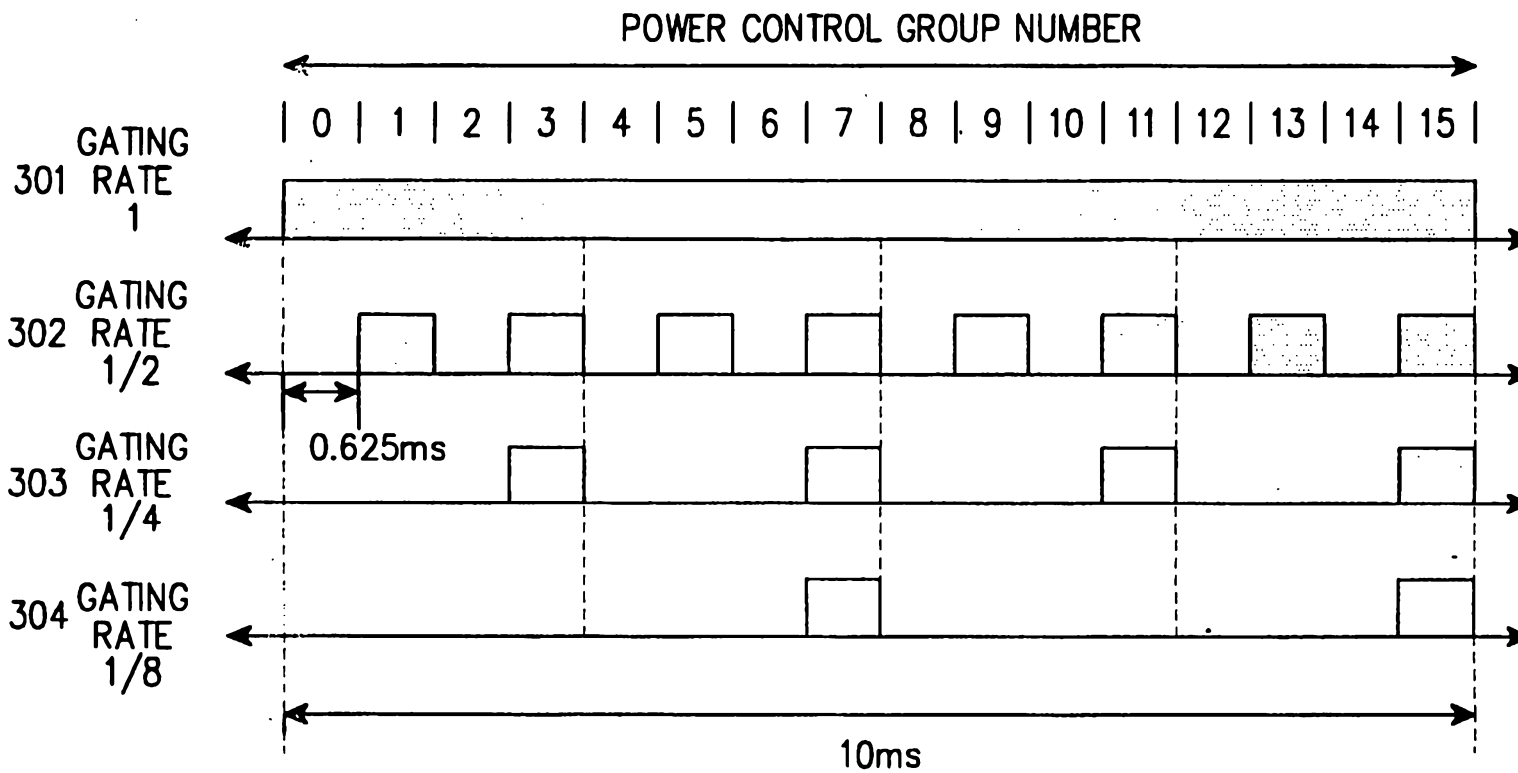 POWER CONTROL GROUP NUMBER
| 0 | 1 | 2 | 3 | 4 | 5 | 6 | 7 | 8 | 9 | 10 | 11 | 12 | 13 | 14 | 15 |
301 GATING RATE 1
302 GATING RATE 1/2
0.625ms
303 GATING RATE 1/4
304 GATING RATE 1/8
10ms